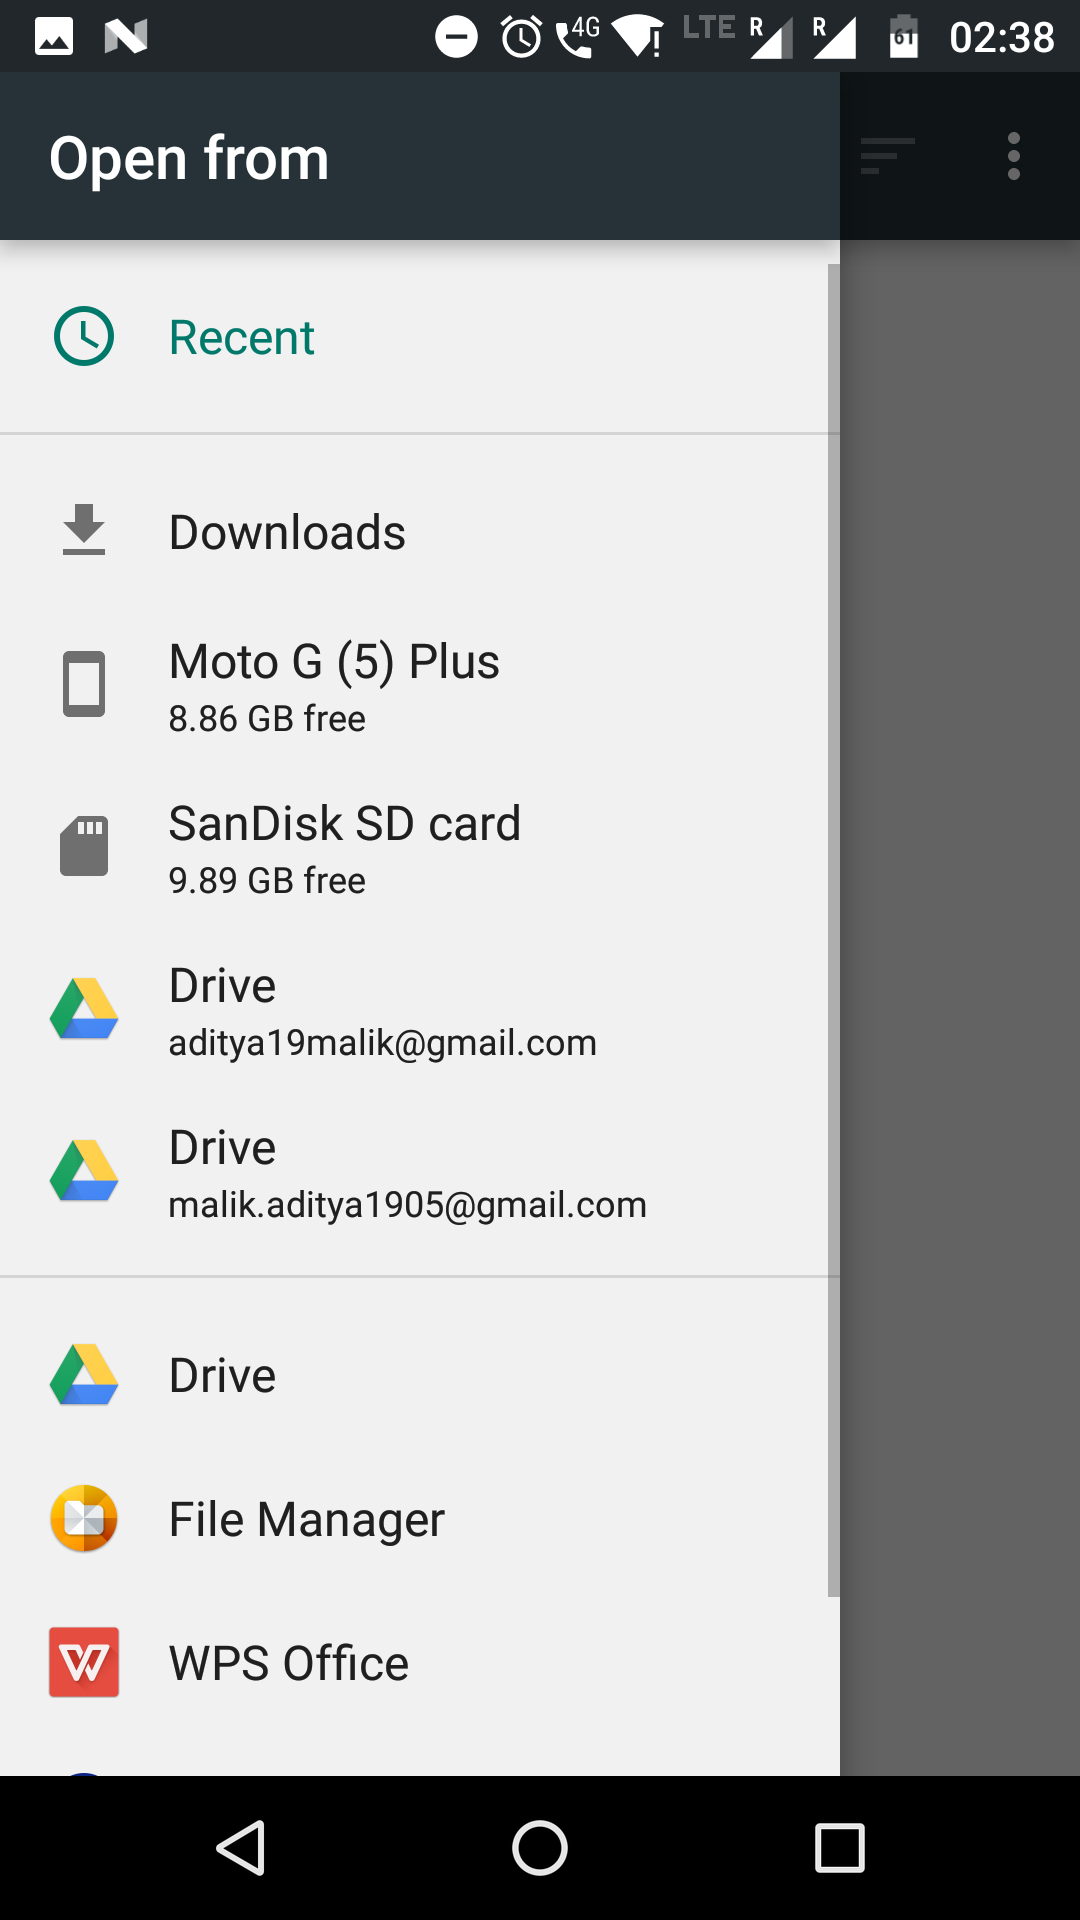 4G LTE R R 61 02:38
Open from
Recent
Downloads
Moto G (5) Plus
8.86 GB free
SanDisk SD card
9.89 GB free
Drive
aditya19malik@gmail.com
Drive
malik.aditya1905@gmail.com
Drive
File Manager
WPS Office